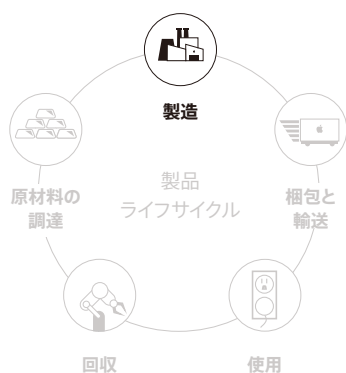 製造
原材料の
調達
製品
ライフサイクル
梱包と
輸送
回収
使用